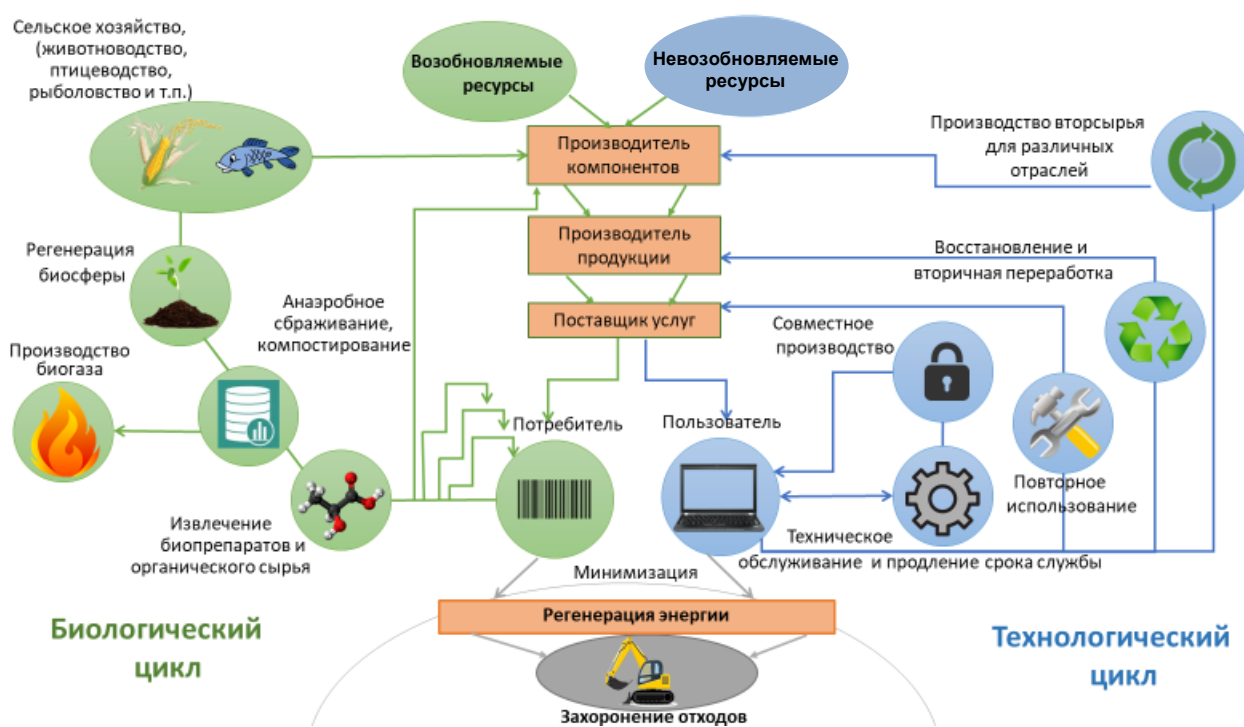 Сельское хозяйство,
(животноводство,
птицеводство,
рыболовство и т.п.)
Возобновляемые
ресурсы
Невозобновляемые
ресурсы
Производитель
компонентов
Производство вторсырья
для различных
отраслей
Регенерация
биосферы
Производитель
продукции
Восстановление и
вторичная переработка
Анаэробное
сбраживание,
компостирование
Поставщик услуг
Совместное
производство
Производство
биогаза
Потребитель
Пользователь
Повторное
использование
Извлечение
биопрепаратов и
органического сырья
Техническое
обслуживание и продление срока службы
Минимизация
Регенерация энергии
Биологический
цикл
Технологический
цикл
Захоронение отходов